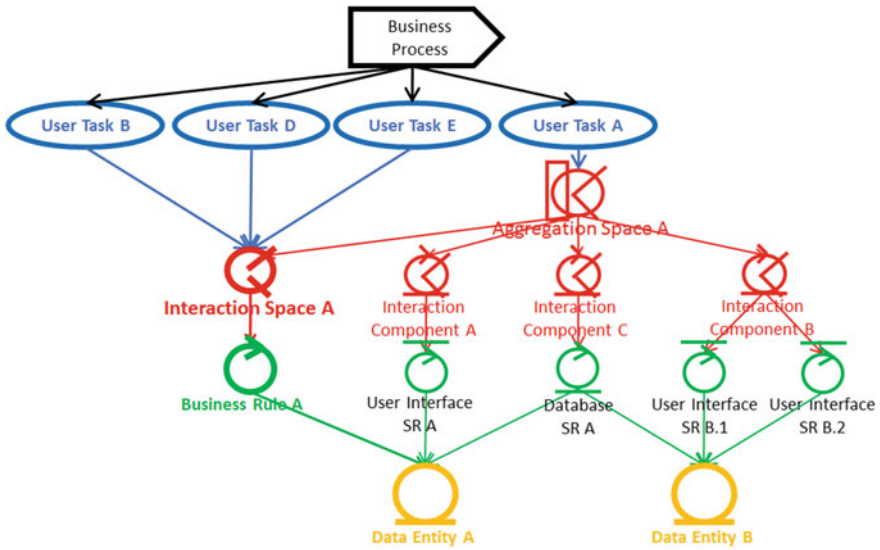 Business
Process
User Task B
User Task D
User Task E
User Task A
Aggregation Space A
Interaction Space A
Interaction
Component A
Interaction
Component C
Interaction
Component B
Business Rule A
User Interface
SR A
Database
SR A
User Interface
SR B.1
User Interface
SR B.2
Data Entity A
Data Entity B